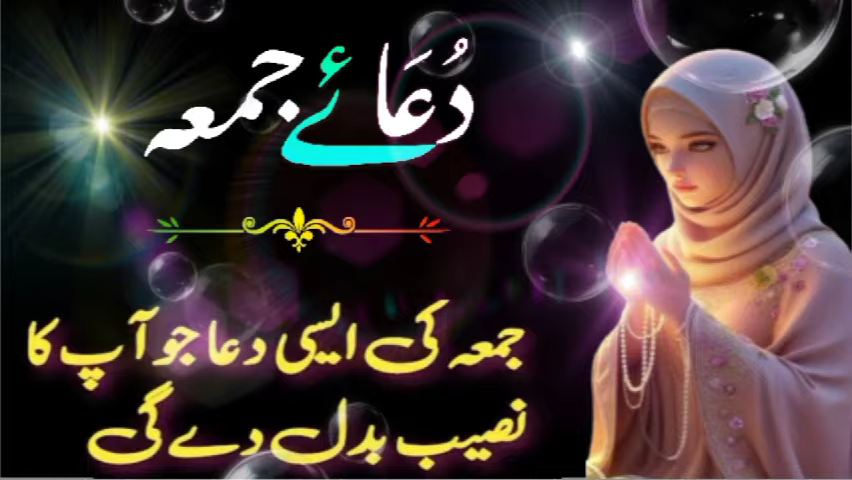 دُعَائے جمعہ
جمعہ کی ایسی دعا جو آپ کا
نصیب بدل دے گی